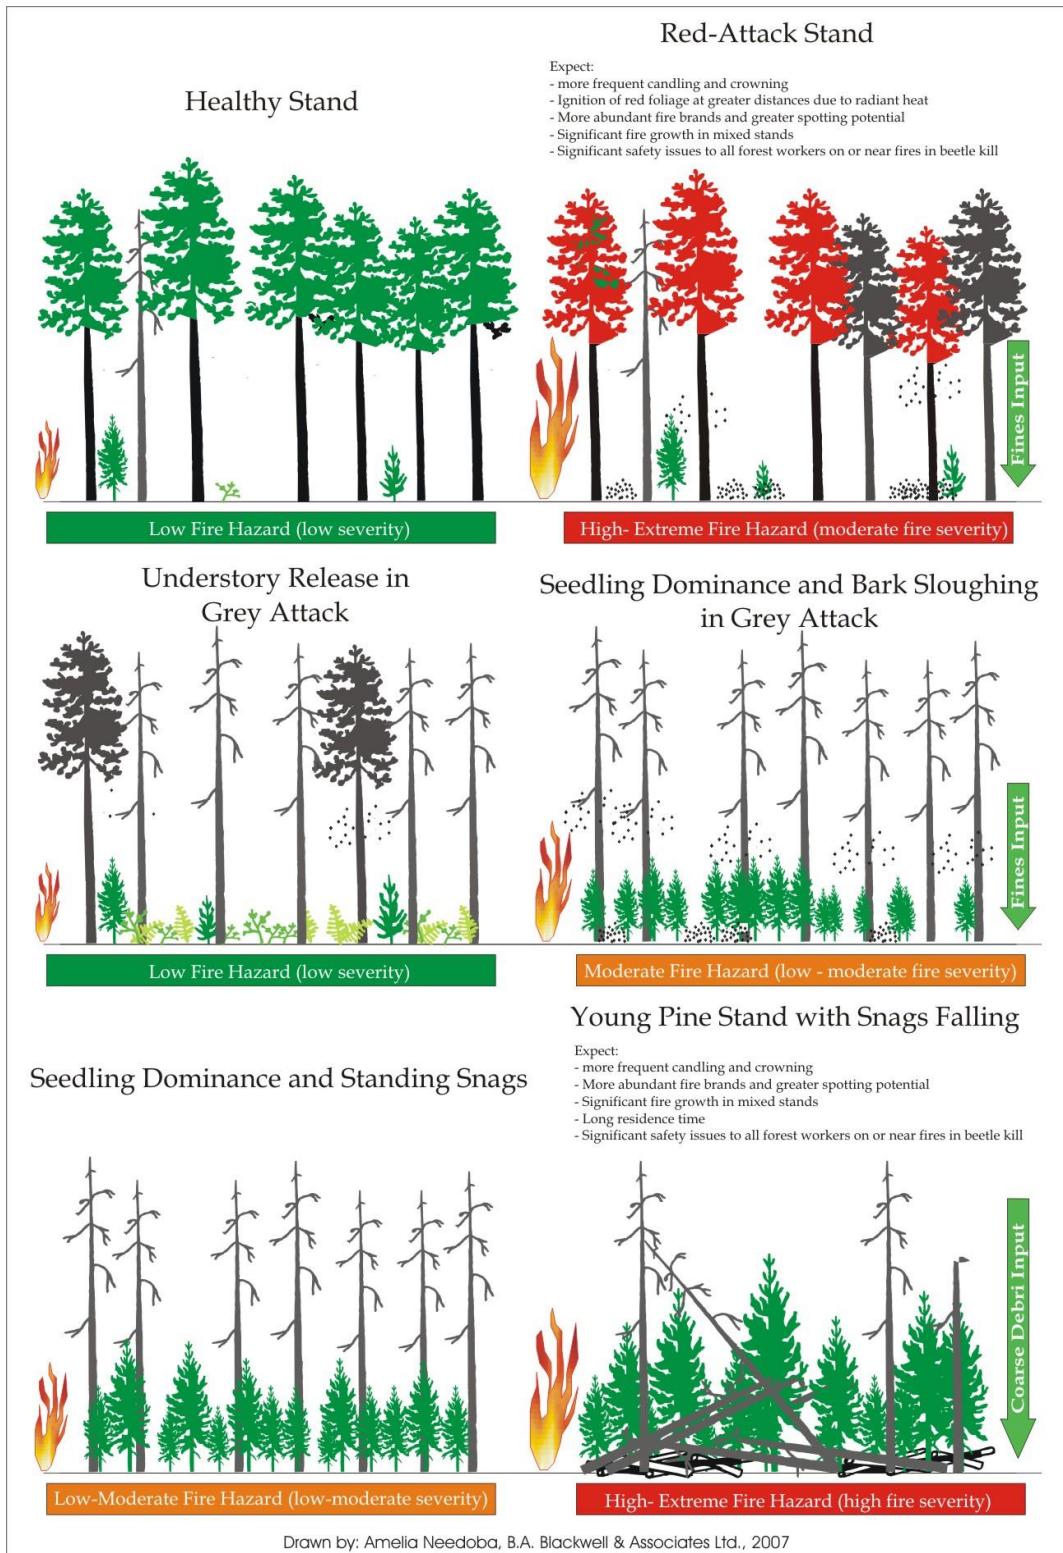 Healthy Stand
Low Fire Hazard (low severity)
Red-Attack Stand
Expect:
- more frequent candling and crowning
- Ignition of red foliage at greater distances due to radiant heat
- More abundant fire brands and greater spotting potential
- Significant fire growth in mixed stands
- Significant safety issues to all forest workers on or near fires in beetle kill
Fines Input
High- Extreme Fire Hazard (moderate fire severity)
Understory Release in
Grey Attack
Low Fire Hazard (low severity)
Seedling Dominance and Bark Sloughing
in Grey Attack
Fines Input
Moderate Fire Hazard (low - moderate fire severity)
Seedling Dominance and Standing Snags
Low-Moderate Fire Hazard (low-moderate severity)
Young Pine Stand with Snags Falling
Expect:
- more frequent candling and crowning
- More abundant fire brands and greater spotting potential
- Significant fire growth in mixed stands
- Long residence time
- Significant safety issues to all forest workers on or near fires in beetle kill
Coarse Debri Input
High- Extreme Fire Hazard (high fire severity)
Drawn by: Amelia Needoba, B.A. Blackwell & Associates Ltd., 2007